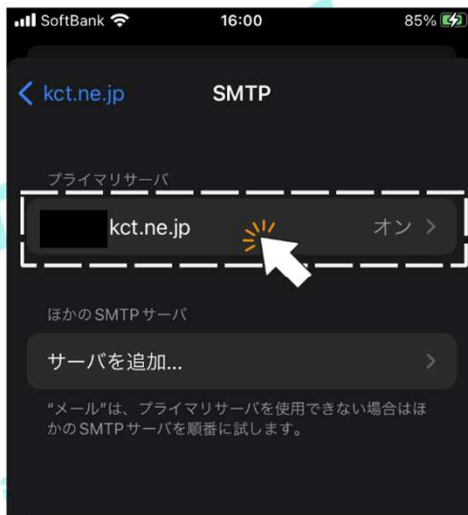 SoftBank 16:00 85%
kct.ne.jp SMTP
プライマリサーバ
kct.ne.jp オン
ほかのSMTPサーバ
サーバを追加...
“メール”は、プライマリサーバを使用できない場合はほ
かのSMTPサーバを順番に試します。